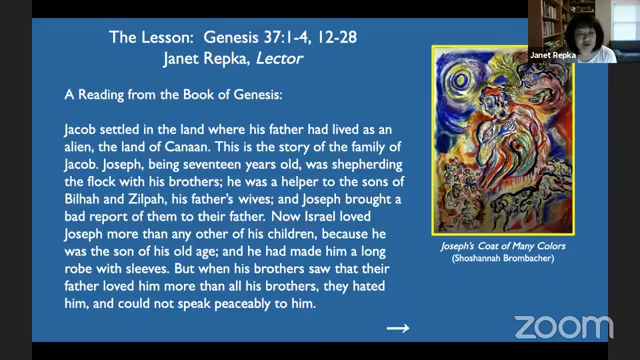 The Lesson: Genesis 37:1-4, 12-28
Janet Repka, Lector
A Reading from the Book of Genesis:
Jacob settled in the land where his father had lived as an
alien, the land of Canaan. This is the story of the family of
Jacob. Joseph, being seventeen years old, was shepherding
the flock with his brothers; he was a helper to the sons of
Bilhah and Zilpah, his father's wives; and Joseph brought a
bad report of them to their father. Now Israel loved
Joseph more than any other of his children, because he
was the son of his old age; and he had made him a long
robe with sleeves. But when his brothers saw that their
father loved him more than all his brothers, they hated
him, and could not speak peaceably to him.
→
Janet Repka
Joseph's Coat of Many Colors
(Shoshannah Brombacher)
zoom